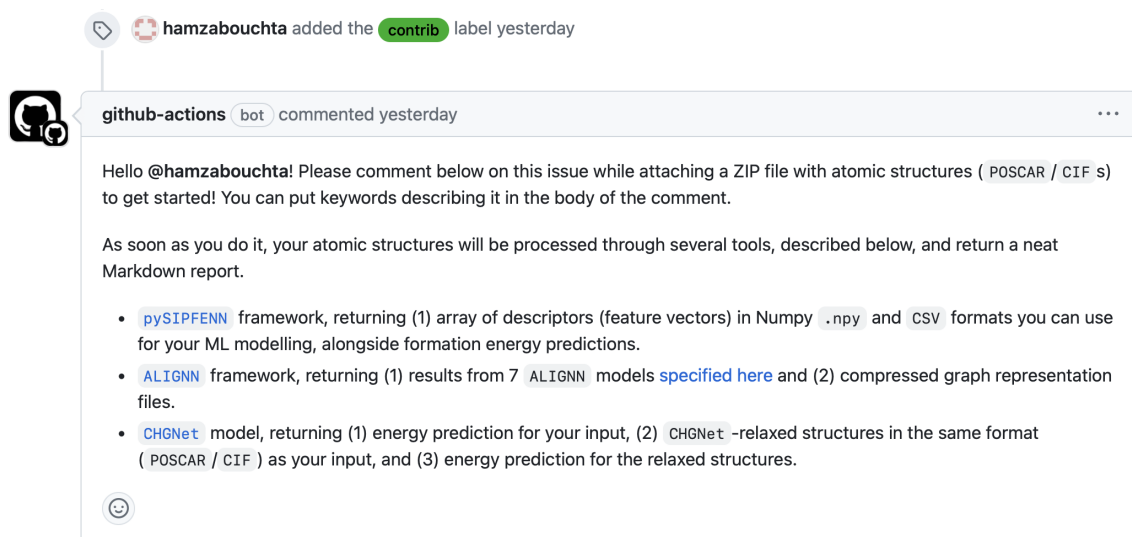 hamzabouchta added the contrib label yesterday
github-actions bot commented yesterday
Hello @hamzabouchta! Please comment below on this issue while attaching a ZIP file with atomic structures ( POSCAR / CIF s)
to get started! You can put keywords describing it in the body of the comment.
As soon as you do it, your atomic structures will be processed through several tools, described below, and return a neat
Markdown report.
• pySIPFENN framework, returning (1) array of descriptors (feature vectors) in Numpy .npy and CSV formats you can use
for your ML modelling, alongside formation energy predictions.
• ALIGNN framework, returning (1) results from 7 ALIGNN models specified here and (2) compressed graph representation
files.
• CHGNet model, returning (1) energy prediction for your input, (2) CHGNet -relaxed structures in the same format
( POSCAR / CIF ) as your input, and (3) energy prediction for the relaxed structures.